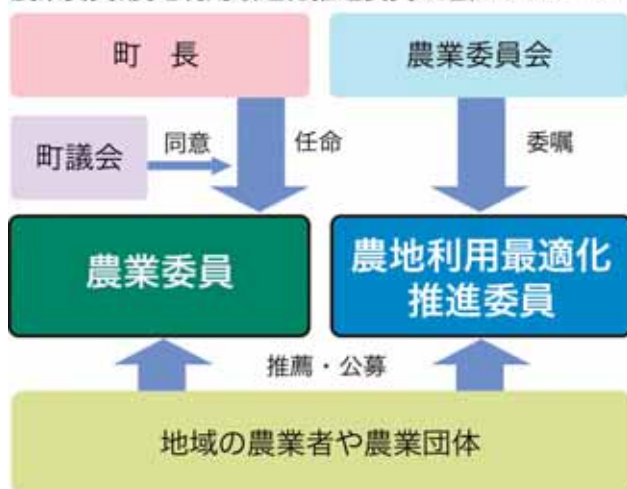 町 長
農業委員会
町議会
同意
任命
委嘱
農業委員
農地利用最適化
推進委員
推薦・公募
地域の農業者や農業団体